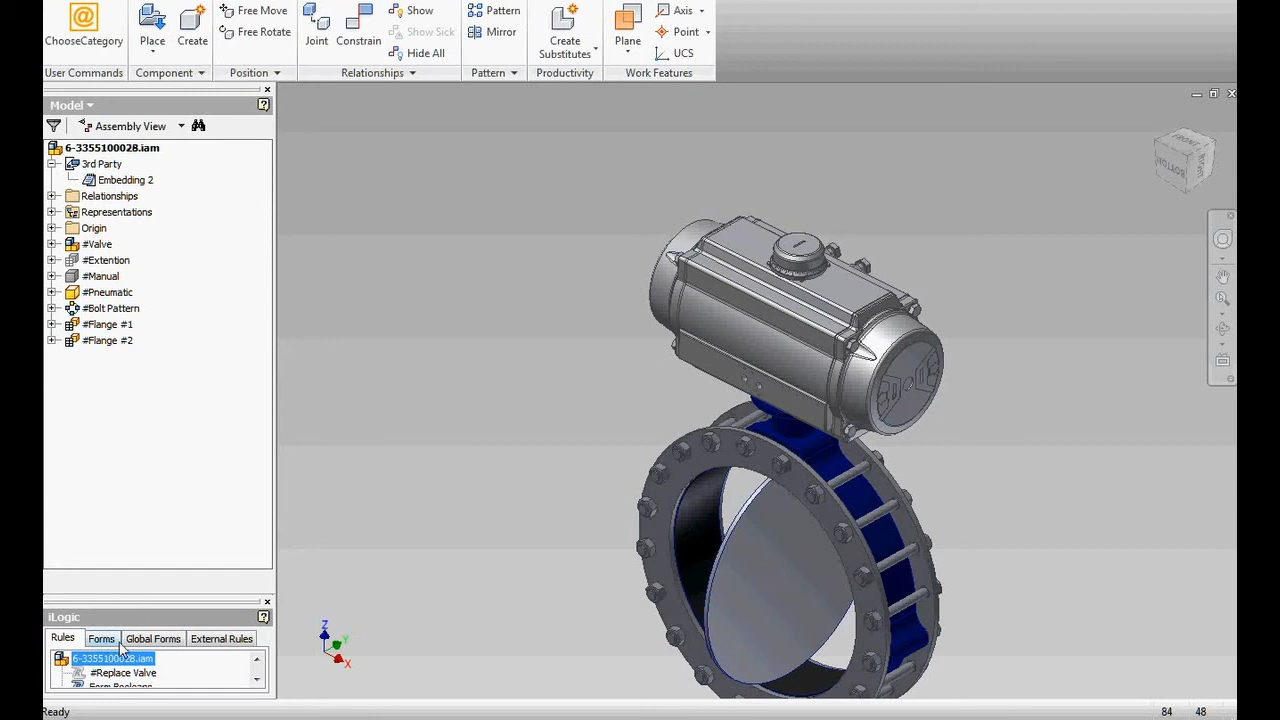 ChooseCategory
Place
Create
Free Move
Free Rotate
Joint
Constrain
Show
Show Sick
Hide All
Pattern
Mirror
Create
Substitutes
Plane
Axis
Point
UCS
User Commands
Component
Position
Relationships
Pattern
Productivity
Work Features
Model
Assembly View
6-3355100028.iam
3rd Party
Embedding 2
Relationships
Representations
Origin
#Valve
#Extention
#Manual
#Pneumatic
#Bolt Pattern
#Flange #1
#Flange #2
BOTTOM
iLogic
Rules
Forms
Global Forms
External Rules
6-3355100028.iam
#Replace Valve
Form Booleans
Z
Y
X
Ready
84
48